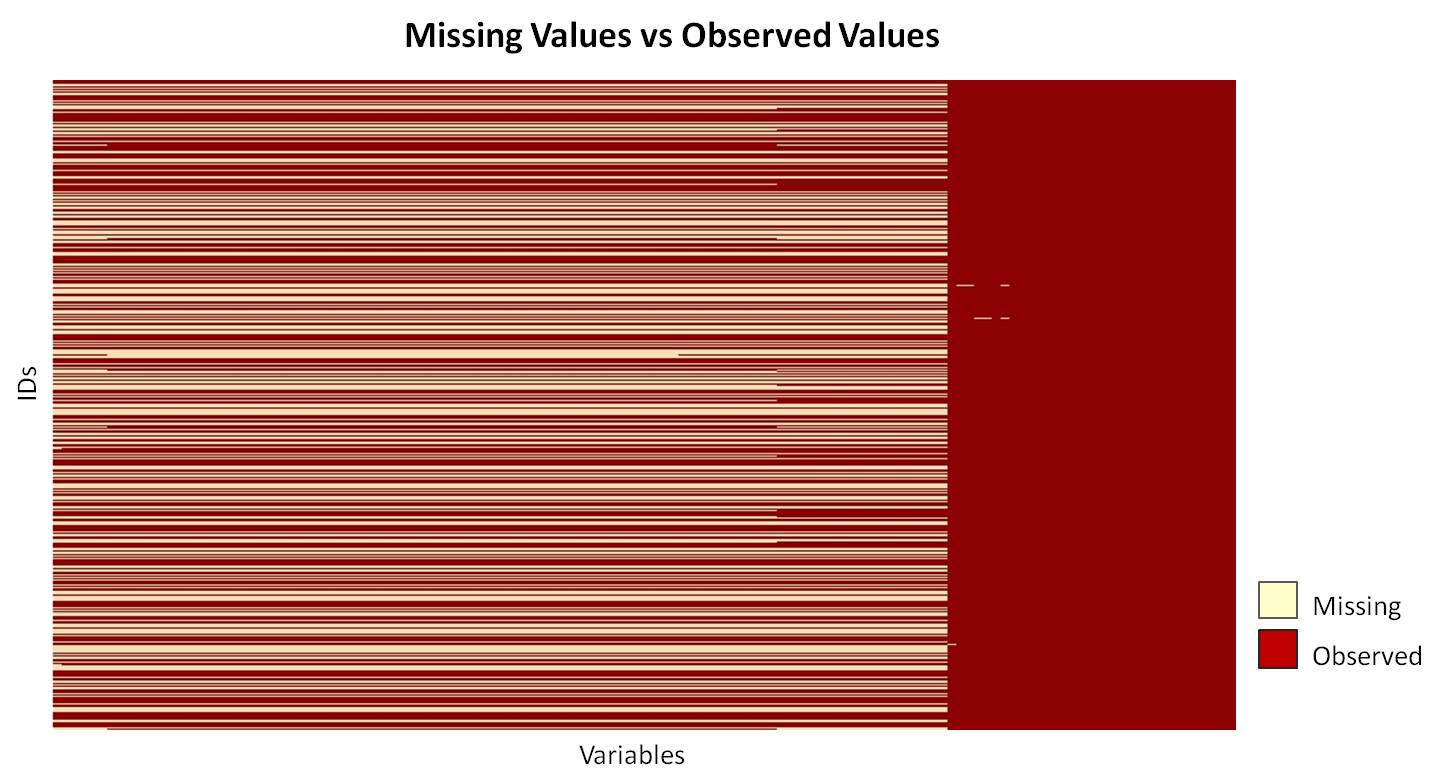 Missing Values vs Observed Values
IDs
Missing
Observed
Variables